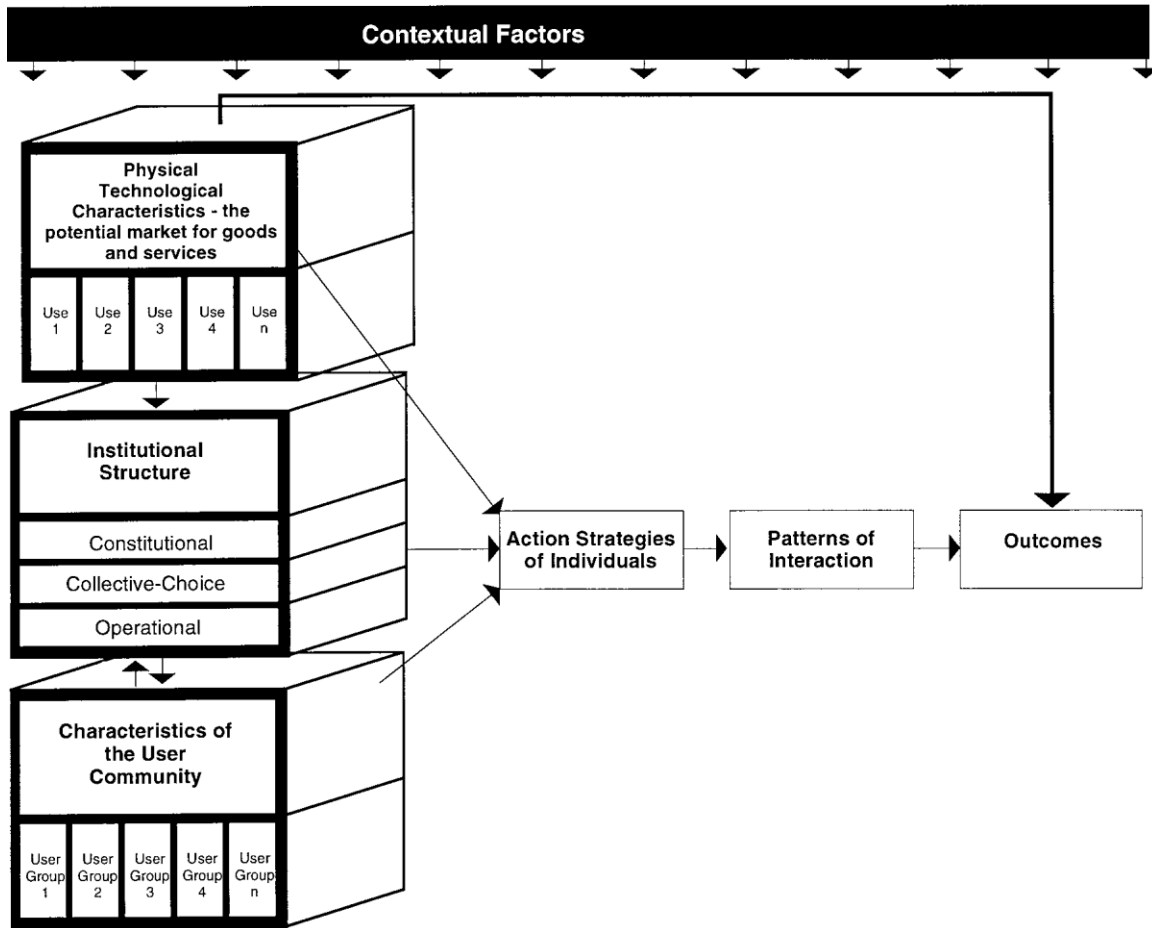 Contextual Factors
Physical
Technological
Characteristics - the
potential market for goods
and services
Use
1
Use
2
Use
3
Use
4
Use
n
Institutional
Structure
Constitutional
Collective-Choice
Operational
Action Strategies
of Individuals
Patterns of
Interaction
Outcomes
Characteristics of
the User
Community
User
Group
1
User
Group
2
User
Group
3
User
Group
4
User
Group
n